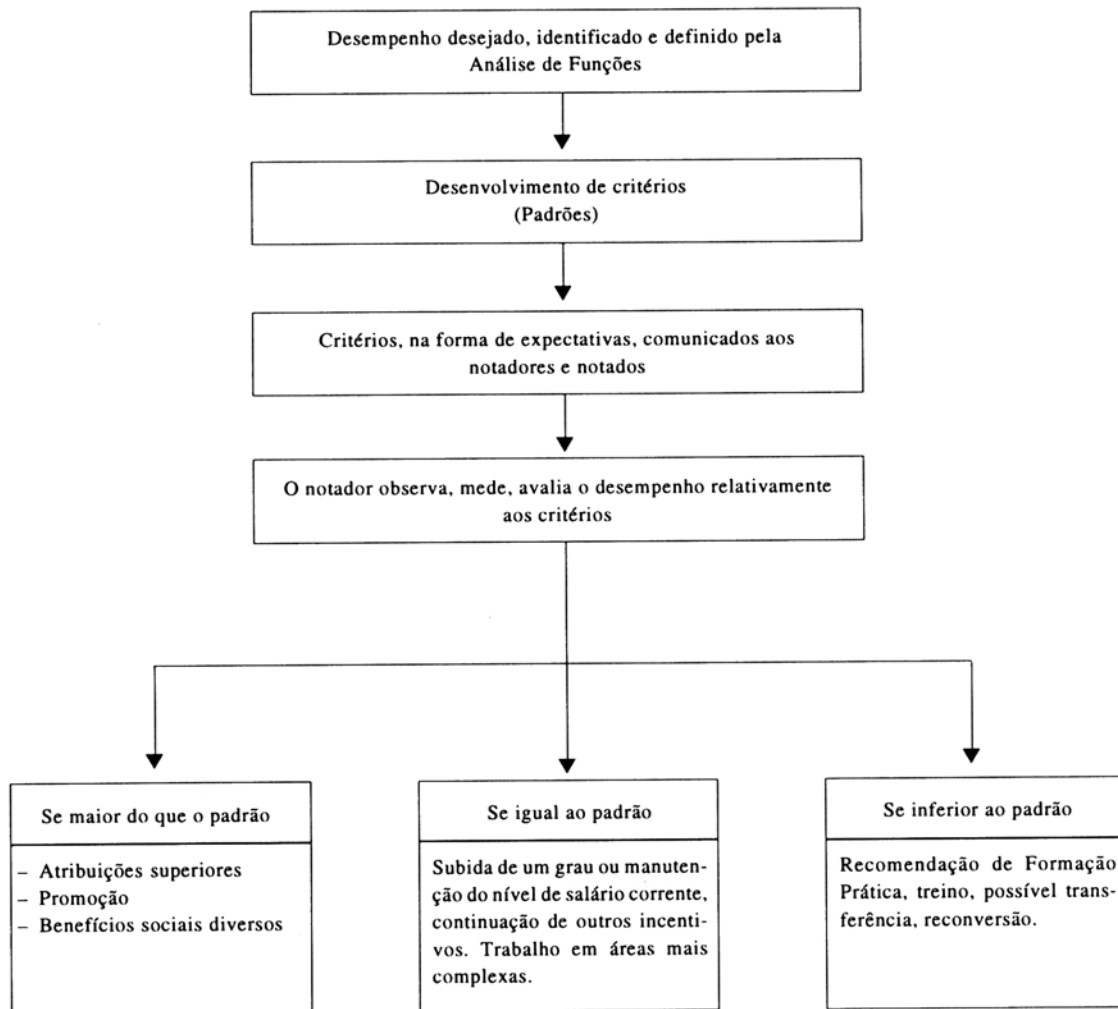 Desempenho desejado, identificado e definido pela
Análise de Funções
Desenvolvimento de critérios
(Padrões)
Critérios, na forma de expectativas, comunicados aos
notadores e notados
O notador observa, mede, avalia o desempenho relativamente
aos critérios
Se maior do que o padrão
– Atribuições superiores
– Promoção
– Benefícios sociais diversos
Se igual ao padrão
Subida de um grau ou manuten-
ção do nível de salário corrente,
continuação de outros incenti-
vos. Trabalho em áreas mais
complexas.
Se inferior ao padrão
Recomendação de Formação
Prática, treino, possível trans-
ferência, reconversão.